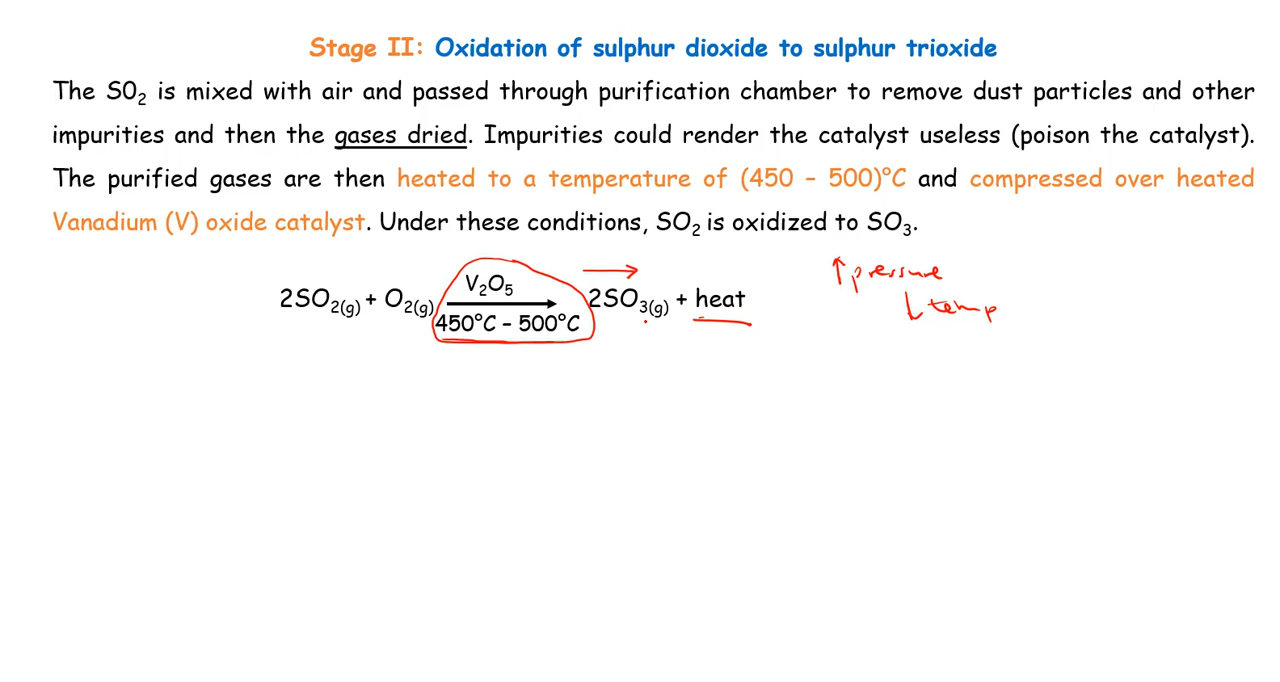 Stage II: Oxidation of sulphur dioxide to sulphur trioxide
The SO₂ is mixed with air and passed through purification chamber to remove dust particles and other
impurities and then the gases dried. Impurities could render the catalyst useless (poison the catalyst).
The purified gases are then heated to a temperature of (450 – 500)°C and compressed over heated
Vanadium (V) oxide catalyst. Under these conditions, SO₂ is oxidized to SO₃.
↑ pressure
V₂O₅
2SO₂(g) + O₂(g) → 2SO₃(g) + heat
↓ temp
450°C – 500°C